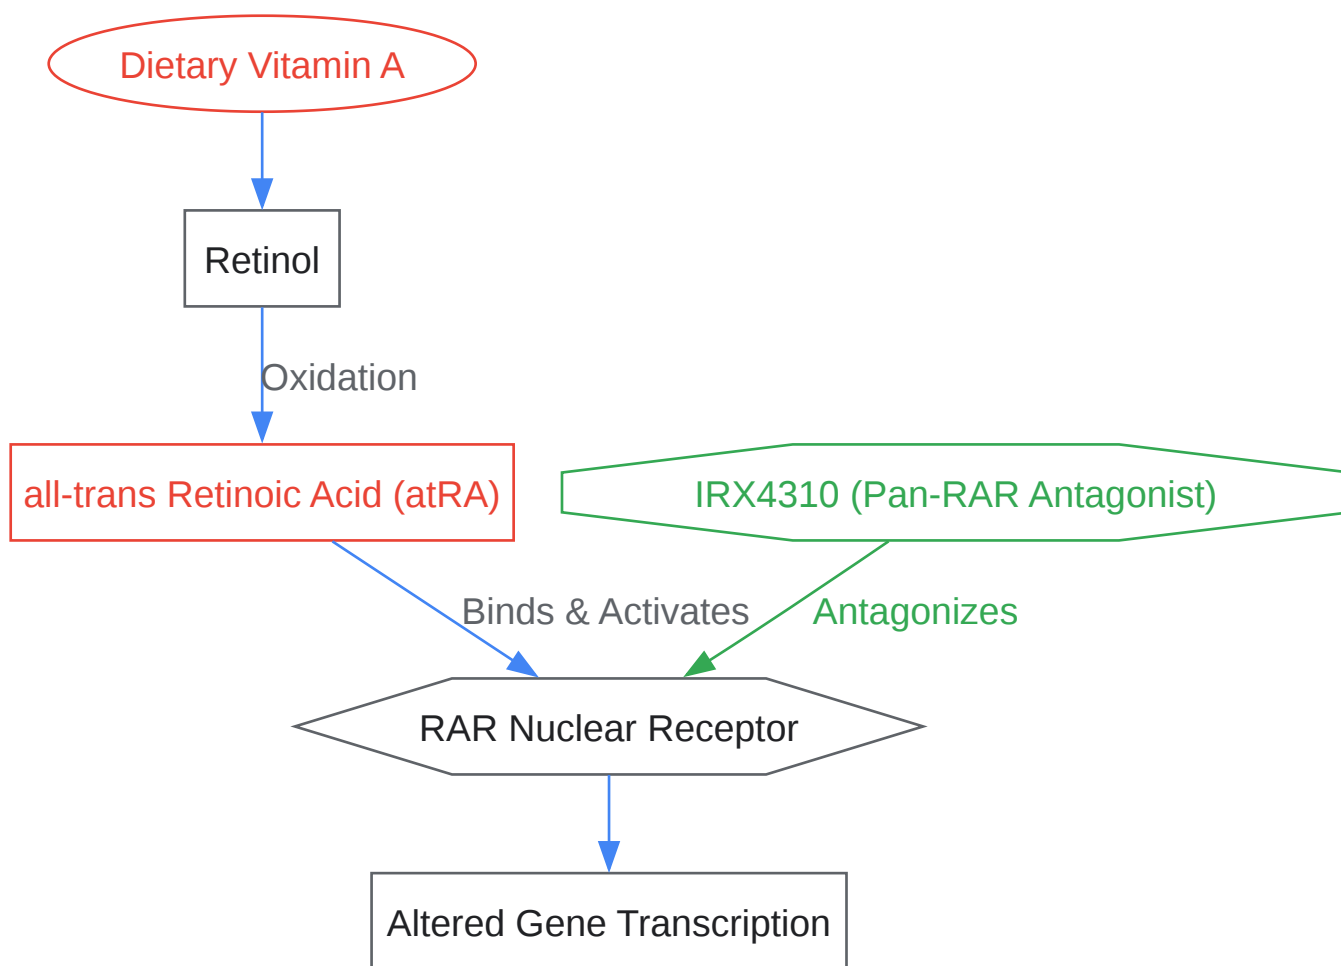 Dietary Vitamin A
Retinol
Oxidation
all-trans Retinoic Acid (atRA)
IRX4310 (Pan-RAR Antagonist)
Binds & Activates
Antagonizes
RAR Nuclear Receptor
Altered Gene Transcription